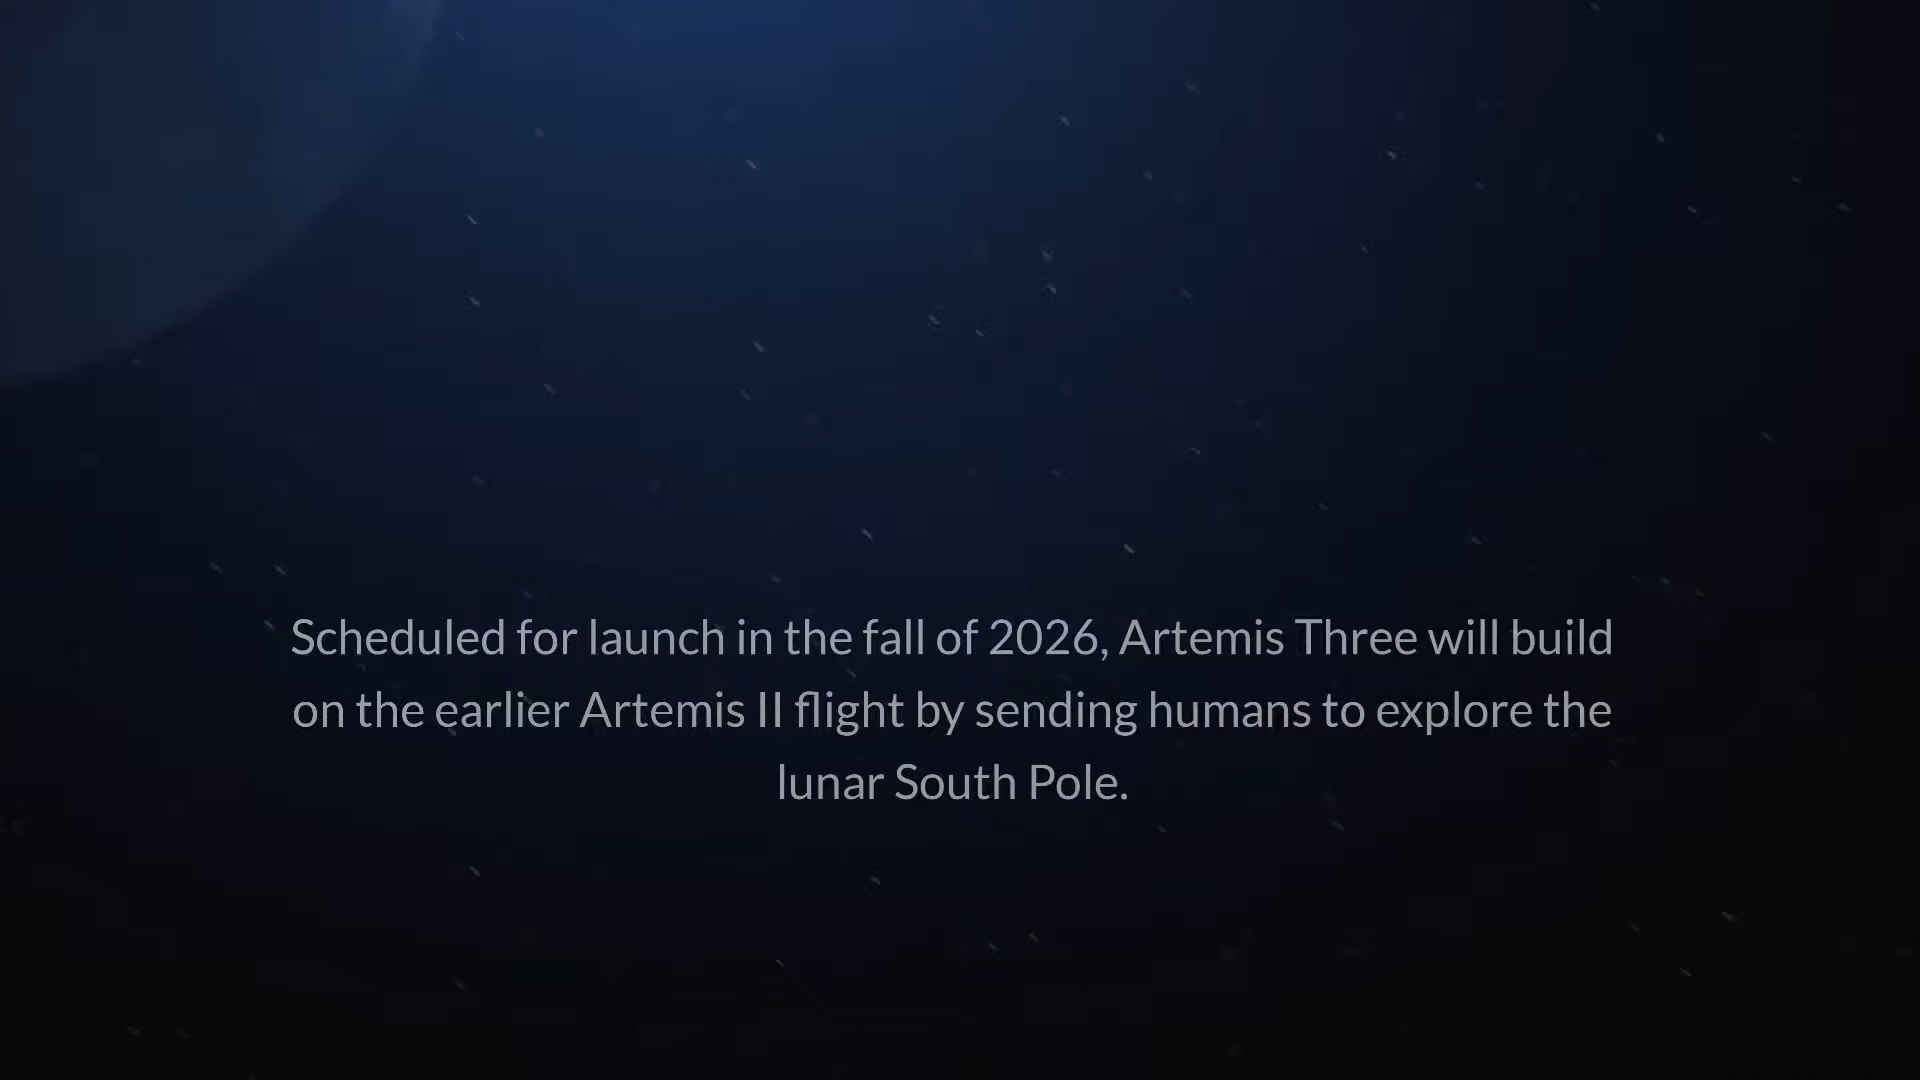 Scheduled for launch in the fall of 2026, Artemis Three will build
on the earlier Artemis II flight by sending humans to explore the
lunar South Pole.